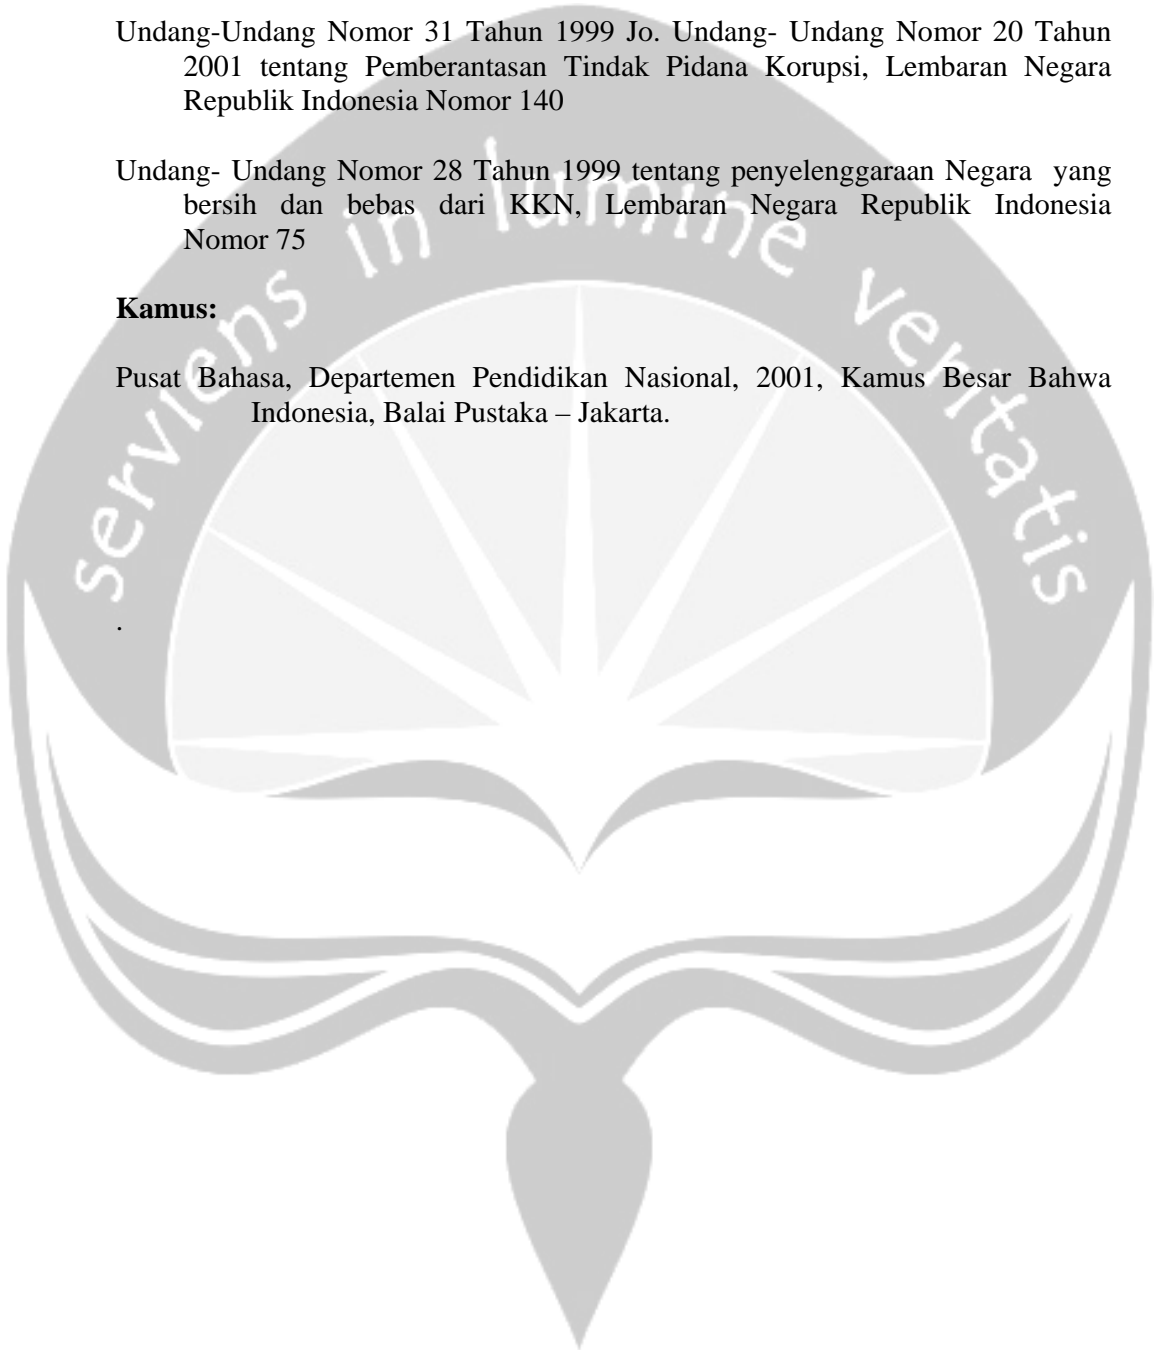 Undang-Undang Nomor 31 Tahun 1999 Jo. Undang- Undang Nomor 20 Tahun
2001 tentang Pemberantasan Tindak Pidana Korupsi, Lembaran Negara
Republik Indonesia Nomor 140
Undang- Undang Nomor 28 Tahun 1999 tentang penyelenggaraan Negara yang
bersih dan bebas dari KKN, Lembaran Negara Republik Indonesia
Nomor 75
Kamus:
Pusat Bahasa, Departemen Pendidikan Nasional, 2001, Kamus Besar Bahwa
Indonesia, Balai Pustaka – Jakarta.
.
serviens in lumine veritatis